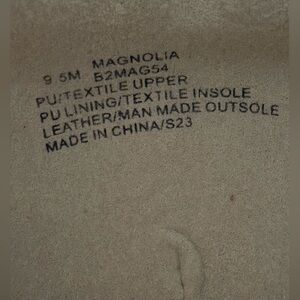 MAGNOLIA
9.5M B2MAG54
PU/TEXTILE UPPER
PU LINING/TEXTILE INSOLE
LEATHER/MAN MADE OUTSOLE
MADE IN CHINA/S23